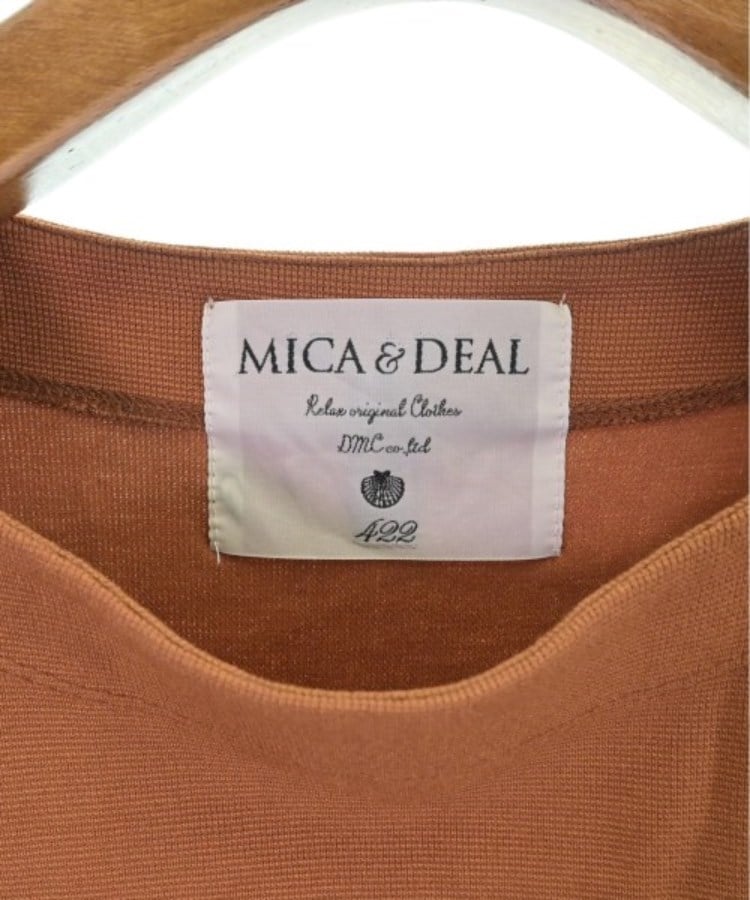 MICA & DEAL
Relax original Clothes
DMC co.,ltd
422